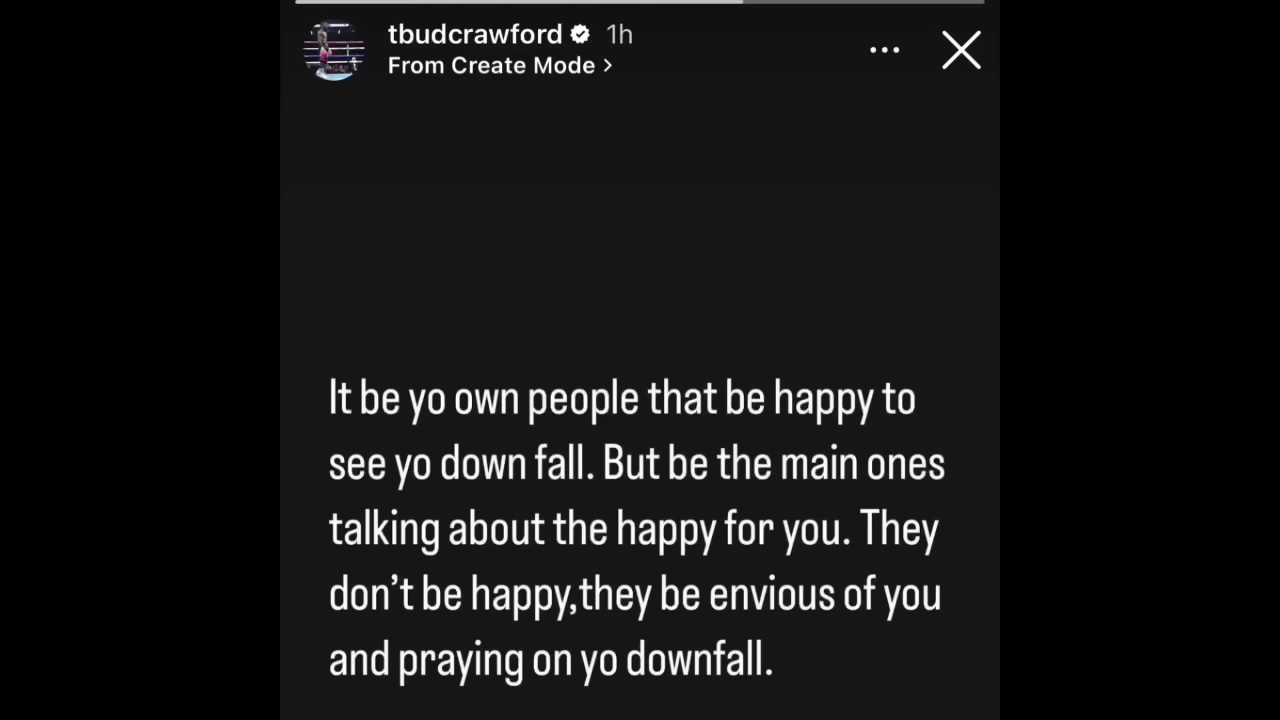 tbudcrawford 1h
From Create Mode >
It be yo own people that be happy to
see yo down fall. But be the main ones
talking about the happy for you. They
don’t be happy,they be envious of you
and praying on yo downfall.